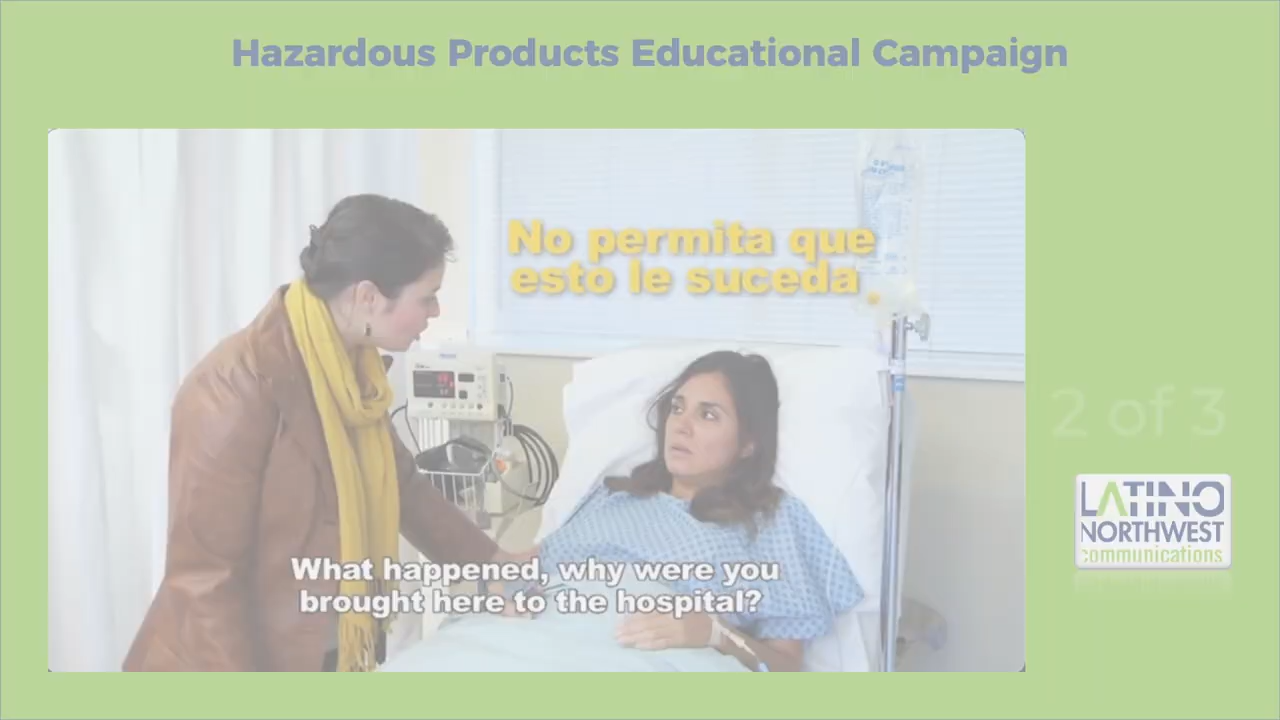 Hazardous Products Educational Campaign
No permita que
esto le suceda
What happened, why were you
brought here to the hospital?
2 of 3
LATINO
NORTHWEST
communications